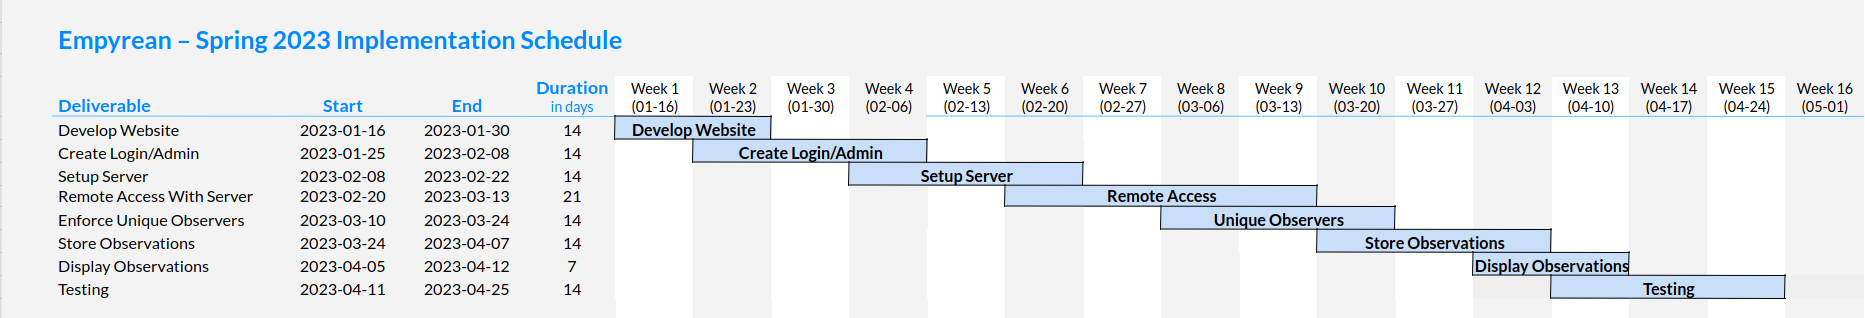 Empyrean – Spring 2023 Implementation Schedule
Deliverable Start End Duration in days Week 1 (01-16) Week 2 (01-23) Week 3 (01-30) Week 4 (02-06) Week 5 (02-13) Week 6 (02-20) Week 7 (02-27) Week 8 (03-06) Week 9 (03-13) Week 10 (03-20) Week 11 (03-27) Week 12 (04-03) Week 13 (04-10) Week 14 (04-17) Week 15 (04-24) Week 16 (05-01)
Develop Website 2023-01-16 2023-01-30 14 Develop Website
Create Login/Admin 2023-01-25 2023-02-08 14 Create Login/Admin
Setup Server 2023-02-08 2023-02-22 14 Setup Server
Remote Access With Server 2023-02-20 2023-03-13 21 Remote Access
Enforce Unique Observers 2023-03-10 2023-03-24 14 Unique Observers
Store Observations 2023-03-24 2023-04-07 14 Store Observations
Display Observations 2023-04-05 2023-04-12 7 Display Observations
Testing 2023-04-11 2023-04-25 14 Testing